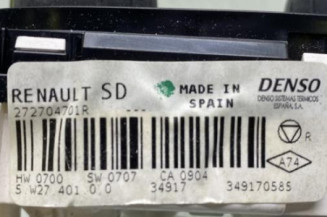 RENAULT SD
MADE IN
SPAIN
DENSO
DENSO SISTEMAS TERMICOS
ESPAÑA, S.A.
272704701R
R
A74
HW 0700 SW 0707 CA 0904
S W27 401 0/0 34917 349170585